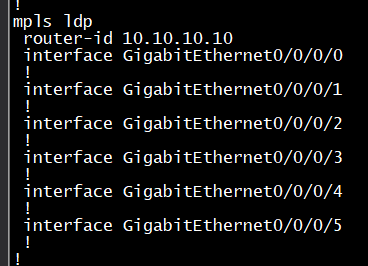 !
mpls ldp
 router-id 10.10.10.10
 interface GigabitEthernet0/0/0/0
 !
 interface GigabitEthernet0/0/0/1
 !
 interface GigabitEthernet0/0/0/2
 !
 interface GigabitEthernet0/0/0/3
 !
 interface GigabitEthernet0/0/0/4
 !
 interface GigabitEthernet0/0/0/5
 !
!